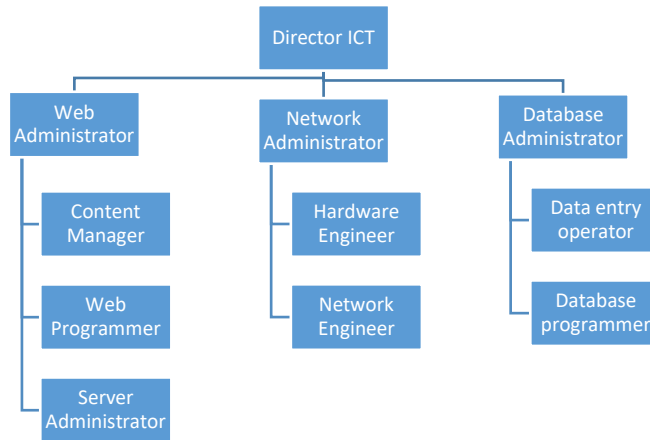 Director ICT
Web
Administrator
Network
Administrator
Database
Administrator
Content
Manager
Hardware
Engineer
Data entry
operator
Web
Programmer
Network
Engineer
Database
programmer
Server
Administrator